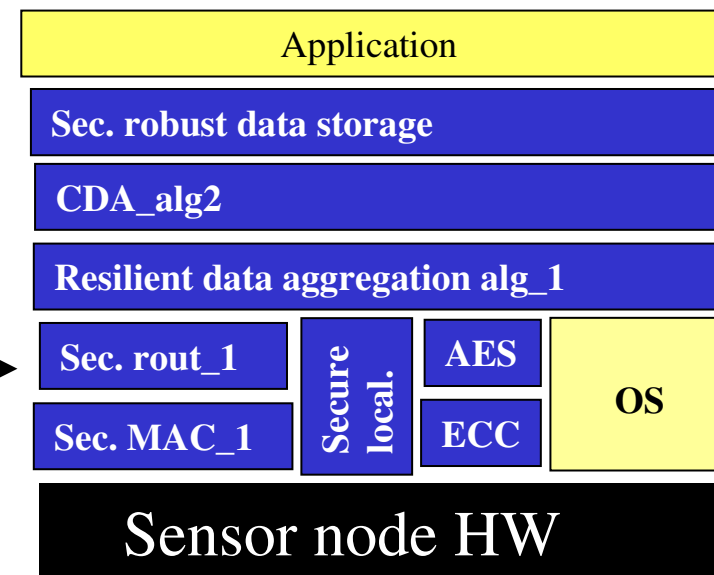 Application
Sec. robust data storage
CDA_alg2
Resilient data aggregation alg_1
Sec. rout_1
Sec. MAC_1
Secure
local.
AES
ECC
OS
Sensor node HW